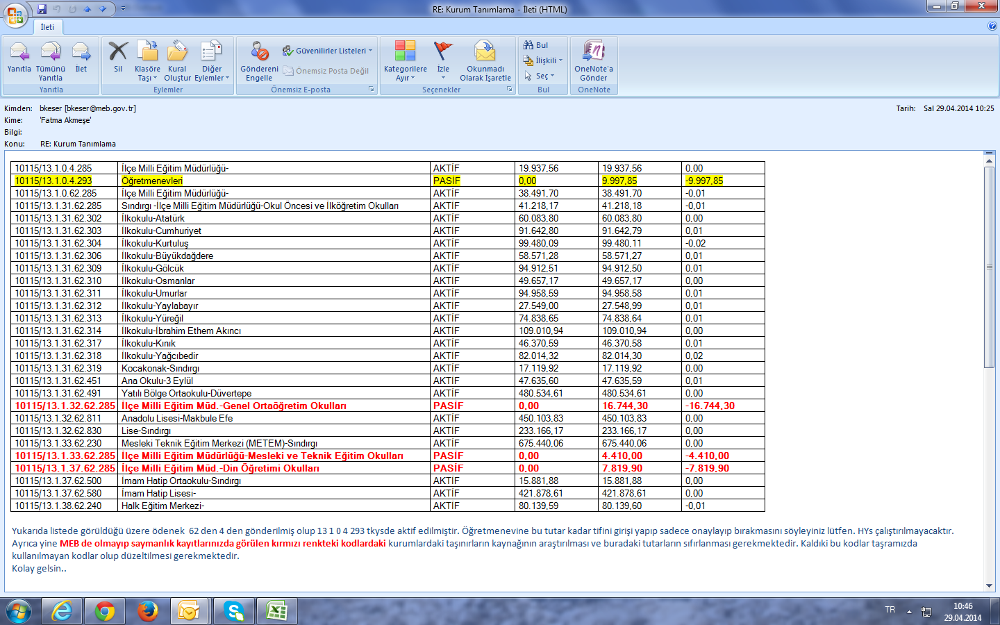 RE: Kurum Tanımlama - İleti (HTML)
İleti
Yanıtla
Tümünü Yanıtla
İlet
Yanıtla
Sil
Klasöre Taşı
Kural Oluştur
Diğer Eylemler
Eylemler
Göndereni Engelle
Güvenilirler Listeleri
Önemsiz Posta Değil
Önemsiz E-posta
Kategorilere Ayır
İzle
Okunmadı Olarak İşaretle
Seçenekler
Bul
İlişkili
Seç
Bul
OneNote'a Gönder
OneNote
Kimden: bkeser [bkeser@meb.gov.tr] Tarih: Sal 29.04.2014 10:25
Kime: 'Fatma Akmeşe'
Bilgi:
Konu: RE: Kurum Tanımlama
10115/13.1.0.4.285 İlçe Milli Eğitim Müdürlüğü- AKTİF 19.937,56 19.937,56 0,00
10115/13.1.0.4.293 Öğretmenevleri PASİF 0,00 9.997,85 -9.997,85
10115/13.1.0.62.285 İlçe Milli Eğitim Müdürlüğü- AKTİF 38.491,70 38.491,70 -0,01
10115/13.1.31.62.285 Sındırgı -İlçe Milli Eğitim Müdürlüğü-Okul Öncesi ve İlköğretim Okulları AKTİF 41.218,17 41.218,18 -0,01
10115/13.1.31.62.302 İlkokulu-Atatürk AKTİF 60.083,80 60.083,80 0,00
10115/13.1.31.62.303 İlkokulu-Cumhuriyet AKTİF 91.642,80 91.642,79 0,01
10115/13.1.31.62.304 İlkokulu-Kurtuluş AKTİF 99.480,09 99.480,11 -0,02
10115/13.1.31.62.306 İlkokulu-Büyükdağdere AKTİF 58.571,28 58.571,27 0,01
10115/13.1.31.62.309 İlkokulu-Gölcük AKTİF 94.912,51 94.912,50 0,01
10115/13.1.31.62.310 İlkokulu-Osmanlar AKTİF 49.657,17 49.657,17 0,00
10115/13.1.31.62.311 İlkokulu-Umurlar AKTİF 94.958,59 94.958,58 0,01
10115/13.1.31.62.312 İlkokulu-Yaylabayır AKTİF 27.549,00 27.548,99 0,01
10115/13.1.31.62.313 İlkokulu-Yüreğil AKTİF 74.838,65 74.838,64 0,01
10115/13.1.31.62.314 İlkokulu-İbrahim Ethem Akıncı AKTİF 109.010,94 109.010,94 0,00
10115/13.1.31.62.317 İlkokulu-Kınık AKTİF 46.370,59 46.370,58 0,01
10115/13.1.31.62.318 İlkokulu-Yağcıbedir AKTİF 82.014,32 82.014,30 0,02
10115/13.1.31.62.319 Kocakonak-Sındırgı AKTİF 17.119,92 17.119,92 0,00
10115/13.1.31.62.451 Ana Okulu-3 Eylül AKTİF 47.635,60 47.635,59 0,01
10115/13.1.31.62.491 Yatılı Bölge Ortaokulu-Düvertepe AKTİF 480.534,61 480.534,61 0,00
10115/13.1.32.62.285 İlçe Milli Eğitim Müd.-Genel Ortaöğretim Okulları PASİF 0,00 16.744,30 -16.744,30
10115/13.1.32.62.811 Anadolu Lisesi-Makbule Efe AKTİF 450.103,83 450.103,83 0,00
10115/13.1.32.62.830 Lise-Sındırgı AKTİF 233.166,17 233.166,17 0,00
10115/13.1.33.62.230 Mesleki Teknik Eğitim Merkezi (METEM)-Sındırgı AKTİF 675.440,06 675.440,06 0,00
10115/13.1.33.62.285 İlçe Milli Eğitim Müdürlüğü-Mesleki ve Teknik Eğitim Okulları PASİF 0,00 4.410,00 -4.410,00
10115/13.1.37.62.285 İlçe Milli Eğitim Müd.-Din Öğretimi Okulları PASİF 0,00 7.819,90 -7.819,90
10115/13.1.37.62.500 İmam Hatip Ortaokulu-Sındırgı AKTİF 15.881,88 15.881,88 0,00
10115/13.1.37.62.580 İmam Hatip Lisesi- AKTİF 421.878,61 421.878,61 0,00
10115/13.1.38.62.240 Halk Eğitim Merkezi- AKTİF 80.139,59 80.139,60 -0,01
Yukarıda listede görüldüğü üzere ödenek 62 den 4 den gönderilmiş olup 13 1 0 4 293 tkysde aktif edilmiştir. Öğretmenevine bu tutar kadar tifini girişi yapıp sadece onaylayıp bırakmasını söyleyiniz lütfen. HYs çalıştırılmayacaktır.
Ayrıca yine MEB de olmayıp saymanlık kayıtlarınızda görülen kırmızı renkteki kodlardaki kurumlardaki taşınırların kaynağının araştırılması ve buradaki tutarların sıfırlanması gerekmektedir. Kaldıki bu kodlar taşramızda
kullanılmayan kodlar olup düzeltilmesi gerekmektedir.
Kolay gelsin..
TR
10:46
29.04.2014